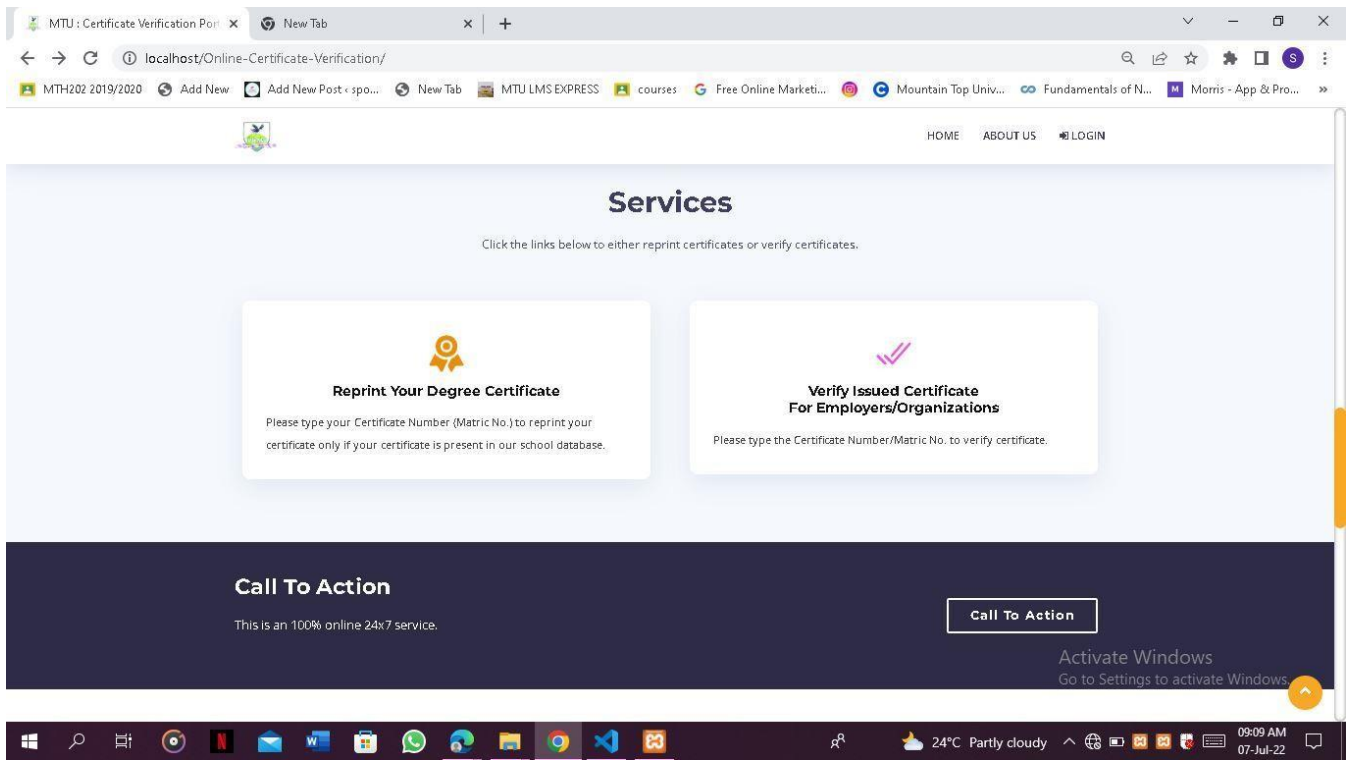 MTU : Certificate Verification Por
New Tab
localhost/Online-Certificate-Verification/
S
MTH202 2019/2020
Add New
Add New Post ‹ spo...
New Tab
MTU LMS EXPRESS
courses
Free Online Marketi...
Mountain Top Univ...
Fundamentals of N...
Morris - App & Pro...
»
HOME ABOUT US LOGIN
Services
Click the links below to either reprint certificates or verify certificates.
Reprint Your Degree Certificate
Please type your Certificate Number (Matric No.) to reprint your
certificate only if your certificate is present in our school database.
Verify Issued Certificate
For Employers/Organizations
Please type the Certificate Number/Matric No. to verify certificate.
Call To Action
This is an 100% online 24x7 service.
Call To Action
Activate Windows
Go to Settings to activate Windows.
24°C Partly cloudy
09:09 AM
07-Jul-22